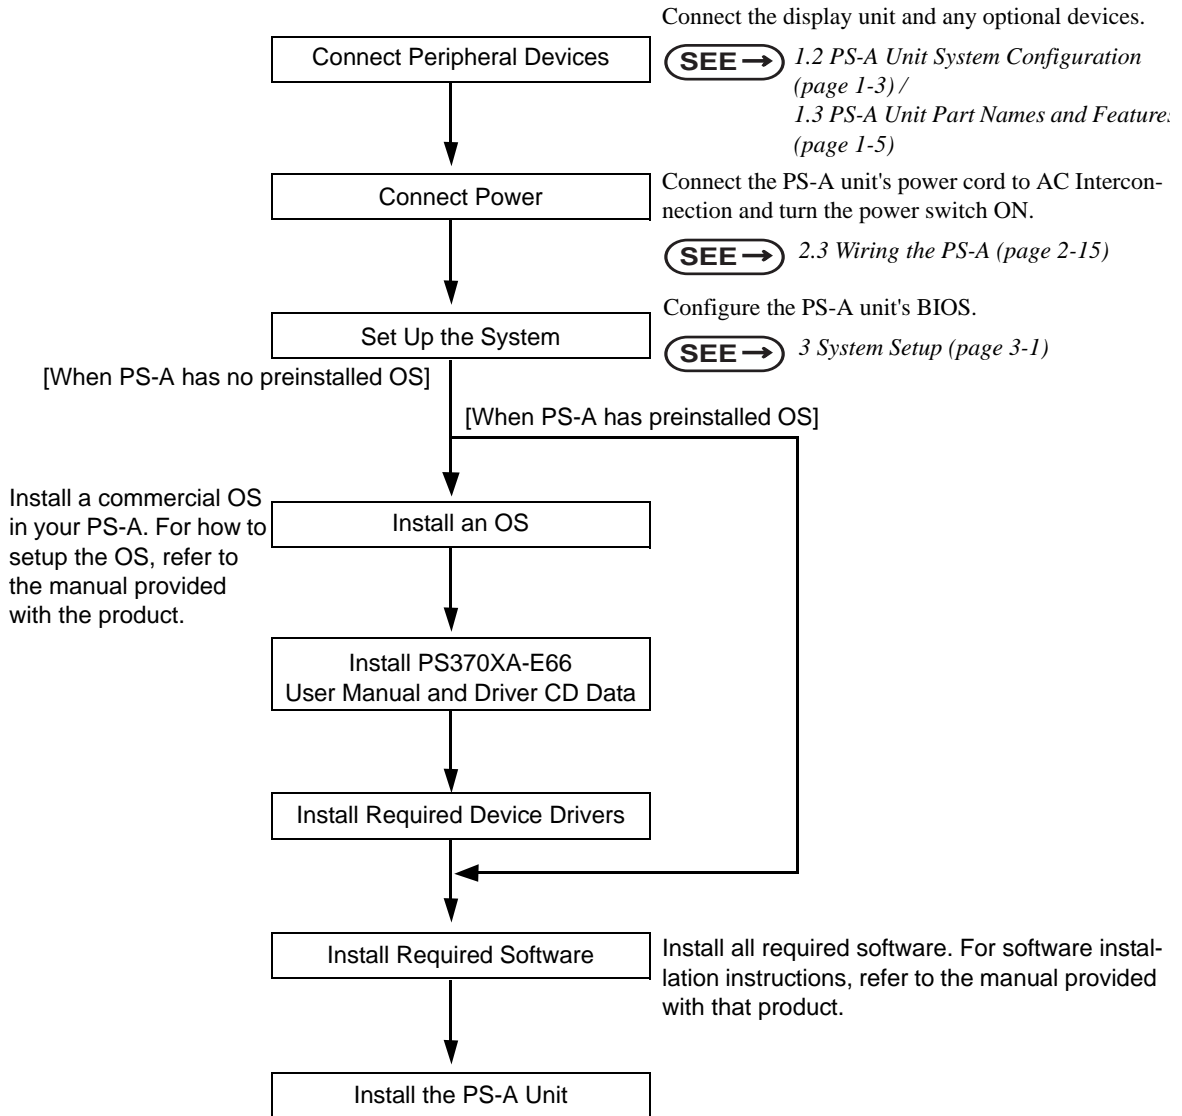 Connect the display unit and any optional devices.
Connect Peripheral Devices
SEE→
1.2 PS-A Unit System Configuration
(page 1-3) /
1.3 PS-A Unit Part Names and Features
(page 1-5)
Connect Power
Connect the PS-A unit's power cord to AC Intercon-
nection and turn the power switch ON.
SEE→
2.3 Wiring the PS-A (page 2-15)
Set Up the System
Configure the PS-A unit's BIOS.
SEE→
3 System Setup (page 3-1)
[When PS-A has no preinstalled OS]
[When PS-A has preinstalled OS]
Install a commercial OS
in your PS-A. For how to
setup the OS, refer to
the manual provided
with the product.
Install an OS
Install PS370XA-E66
User Manual and Driver CD Data
Install Required Device Drivers
Install Required Software
Install all required software. For software instal-
lation instructions, refer to the manual provided
with that product.
Install the PS-A Unit